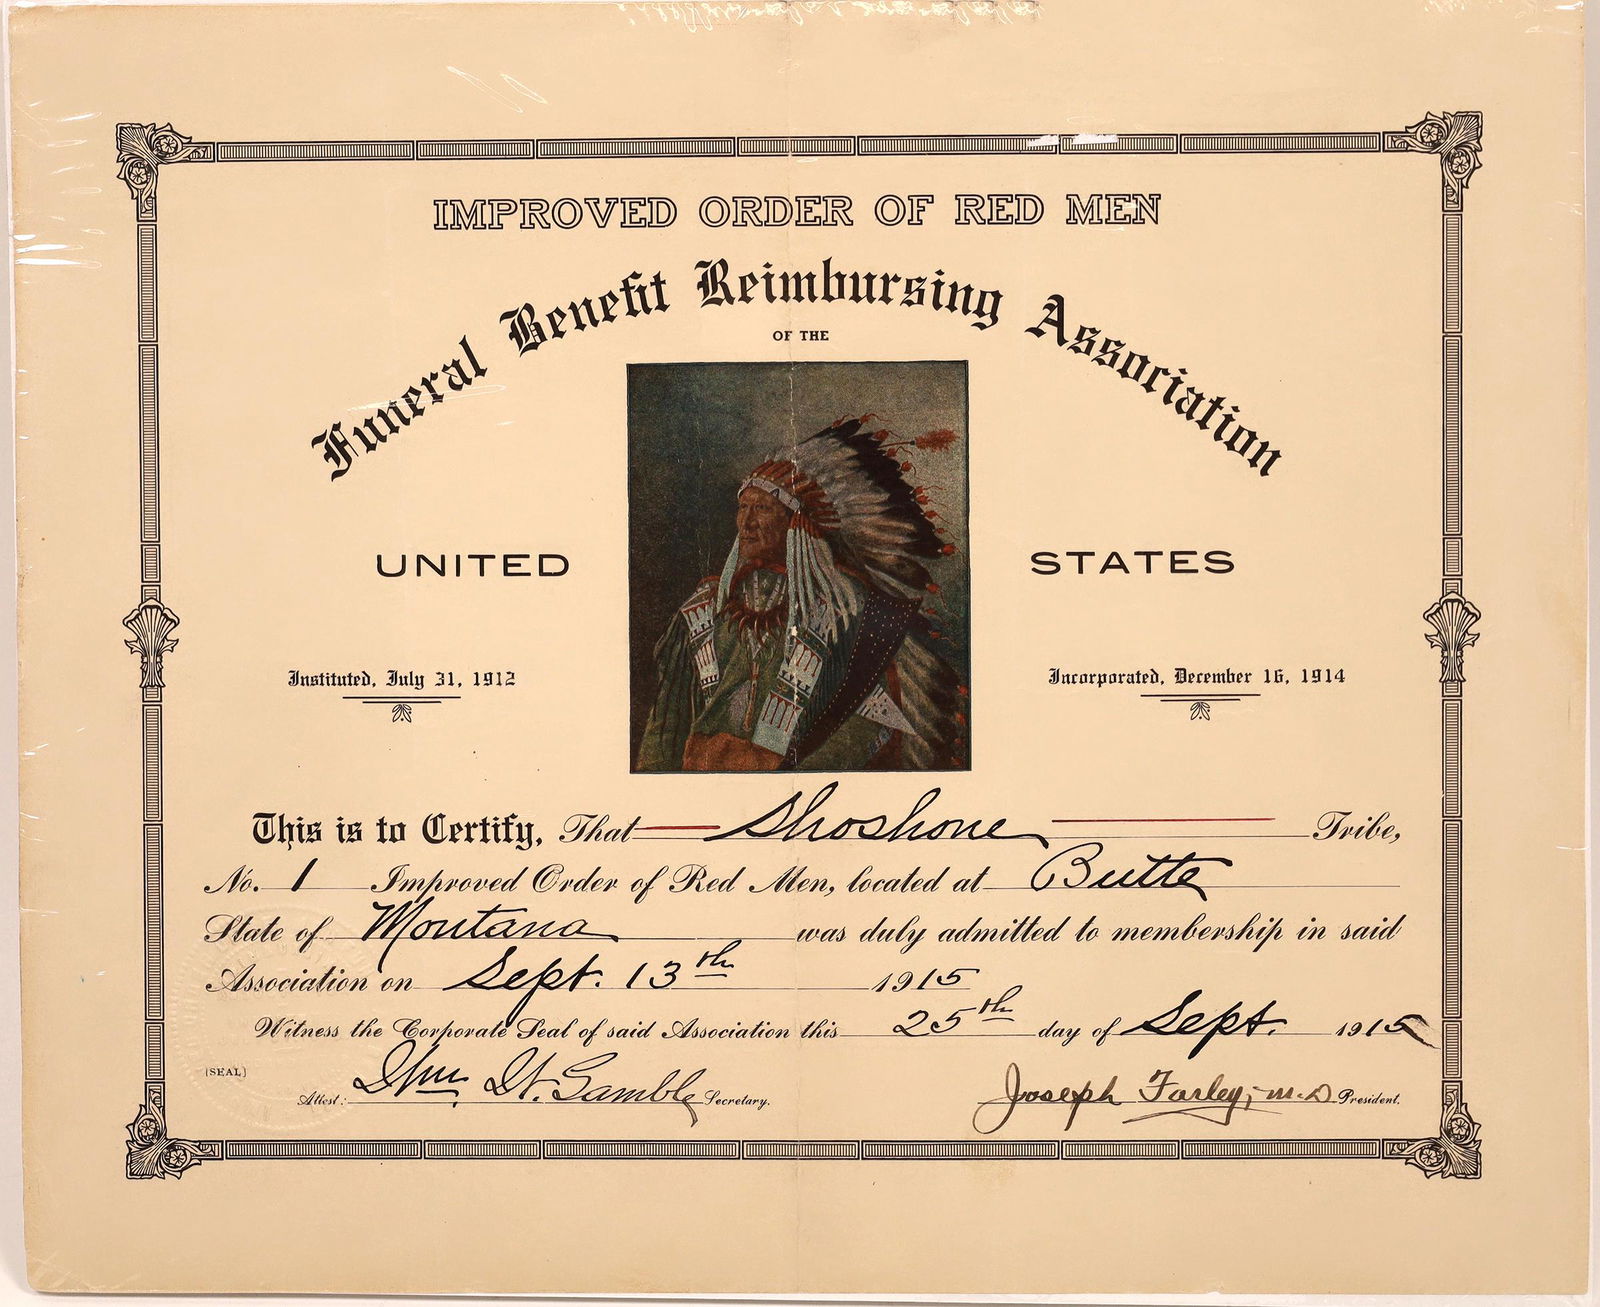 IMPROVED ORDER OF RED MEN
Funeral Benefit Reimbursing Association
OF THE
UNITED STATES
Instituted, July 31, 1912
Incorporated, December 16, 1914
This is to Certify, That Shoshone Tribe,
No. 1 Improved Order of Red Men, located at Butte
State of Montana was duly admitted to membership in said
Association on Sept. 13th 1915
Witness the Corporate Seal of said Association this 25th day of Sept. 1915
(SEAL)
Attest: Wm. H. Gamble Secretary.
Joseph Farley, M.D President.